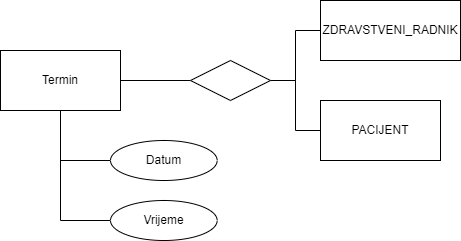 ZDRAVSTVENI_RADNIK
Termin
PACIJENT
Datum
Vrijeme